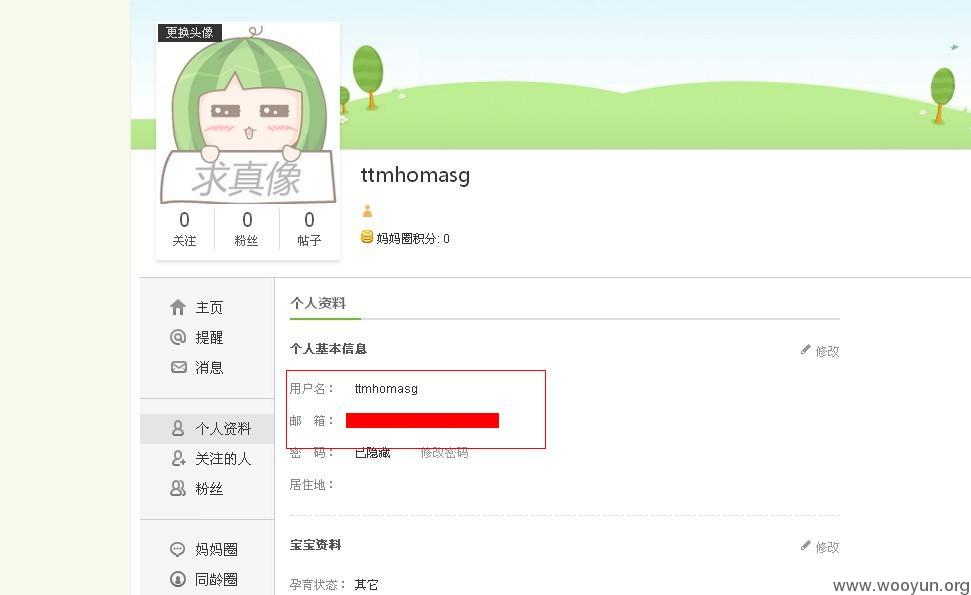 更换头像
求真像
0 0 0
关注 粉丝 帖子
ttmhomasg
妈妈圈积分: 0
主页
提醒
消息
个人资料
关注的人
粉丝
妈妈圈
同龄圈
个人资料
个人基本信息 修改
用户名： ttmhomasg
邮 箱：
密 码： 已隐藏 修改密码
居住地：
宝宝资料 修改
孕育状态： 其它
www.wooyun.org